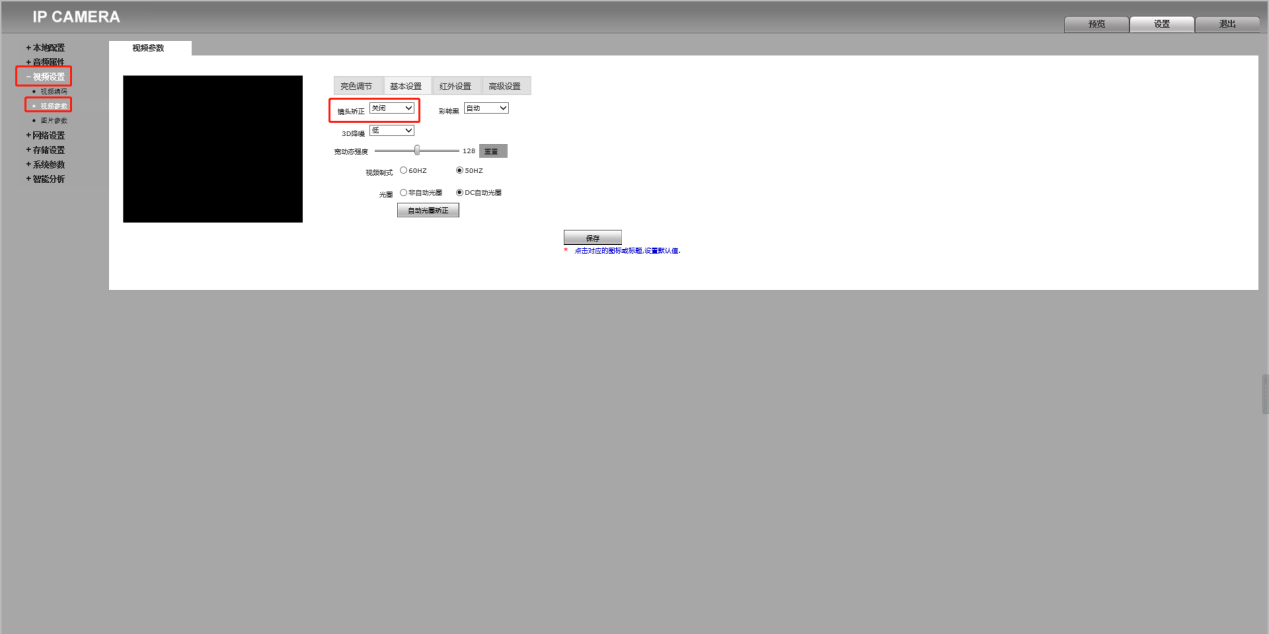 IP CAMERA
预览
设置
退出
+ 本地配置
+ 音频属性
- 视频设置
• 视频编码
• 视频参数
• 图片参数
+ 网络设置
+ 存储设置
+ 系统参数
+ 智能分析
视频参数
亮色调节 基本设置 红外设置 高级设置
镜头矫正 关闭 彩转黑 自动
3D降噪 低
宽动态强度 128 重置
视频制式 60HZ 50HZ
光圈 非自动光圈 DC自动光圈
自动光圈矫正
保存
* 点击对应的图标或标题,设置默认值.